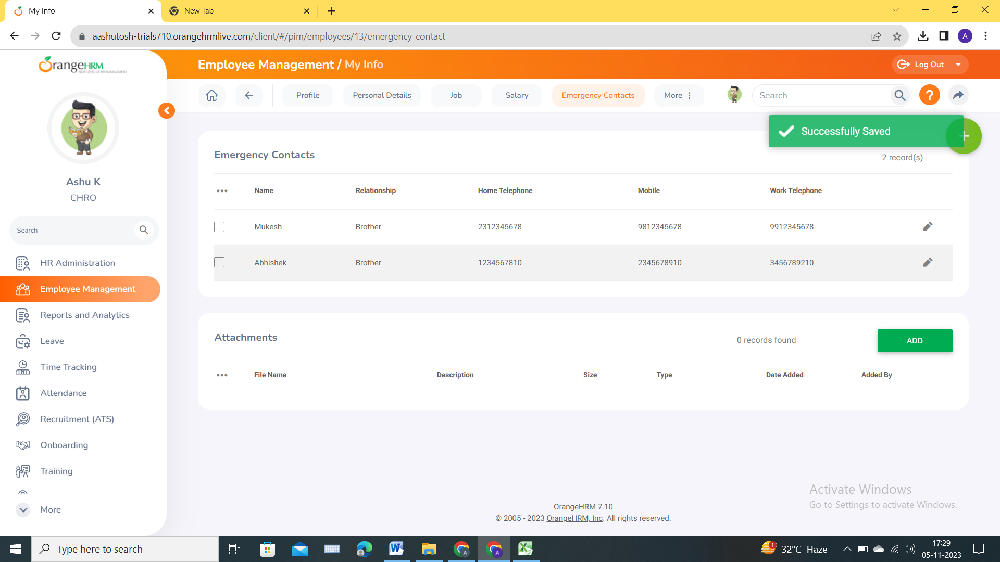 My Info
New Tab
aashutosh-trials710.orangehrmlive.com/client/#/pim/employees/13/emergency_contact
A
OrangeHRM
NEW LEVEL OF HR MANAGEMENT
Employee Management / My Info
Log Out
Profile
Personal Details
Job
Salary
Emergency Contacts
More
Search
?
Successfully Saved
Ashu K
CHRO
Search
HR Administration
Employee Management
Reports and Analytics
Leave
Time Tracking
Attendance
Recruitment (ATS)
Onboarding
Training
More
Emergency Contacts
2 record(s)
Name Relationship Home Telephone Mobile Work Telephone
Mukesh Brother 2312345678 9812345678 9912345678
Abhishek Brother 1234567810 2345678910 3456789210
Attachments
0 records found
ADD
File Name Description Size Type Date Added Added By
Activate Windows
Go to Settings to activate Windows.
OrangeHRM 7.10
© 2005 - 2023 OrangeHRM, Inc. All rights reserved.
Type here to search
1
32°C Haze
17:29
05-11-2023